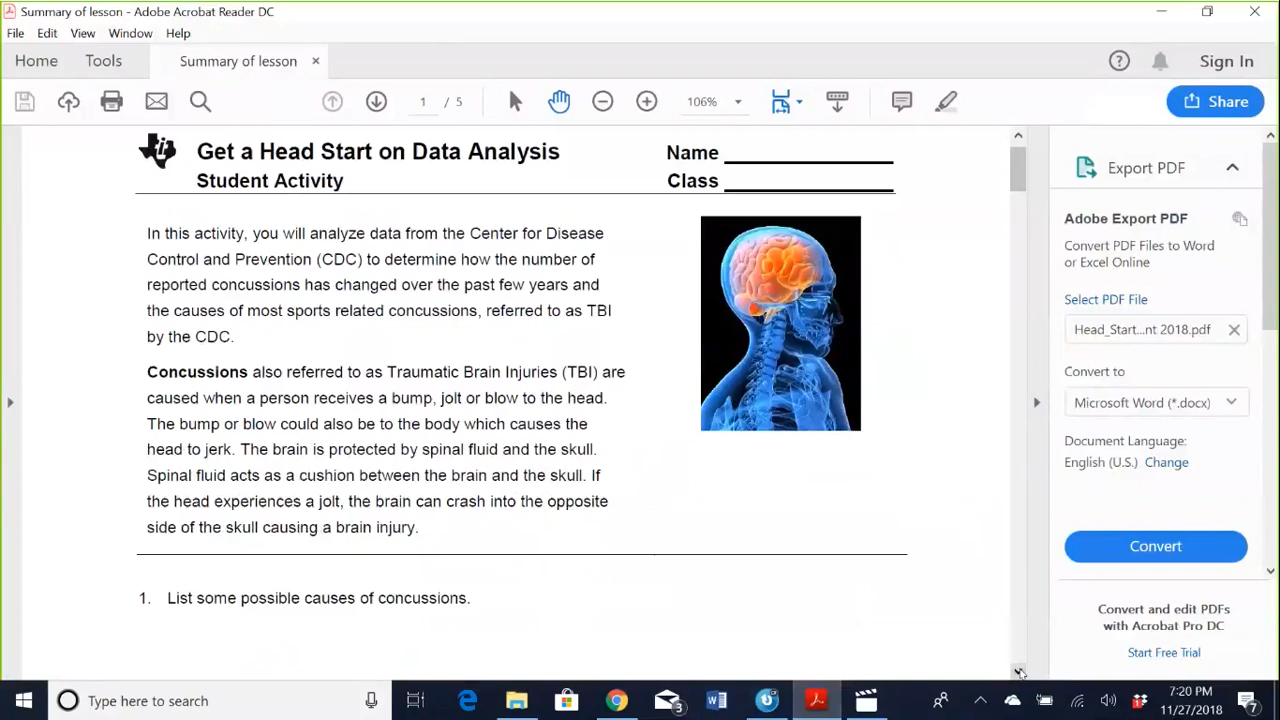 Summary of lesson - Adobe Acrobat Reader DC
File Edit View Window Help
Home Tools Summary of lesson × Sign In
1 / 5 106% Share
Get a Head Start on Data Analysis
Student Activity
Name
Class
In this activity, you will analyze data from the Center for Disease
Control and Prevention (CDC) to determine how the number of
reported concussions has changed over the past few years and
the causes of most sports related concussions, referred to as TBI
by the CDC.
Concussions also referred to as Traumatic Brain Injuries (TBI) are
caused when a person receives a bump, jolt or blow to the head.
The bump or blow could also be to the body which causes the
head to jerk. The brain is protected by spinal fluid and the skull.
Spinal fluid acts as a cushion between the brain and the skull. If
the head experiences a jolt, the brain can crash into the opposite
side of the skull causing a brain injury.
1. List some possible causes of concussions.
Export PDF
Adobe Export PDF
Convert PDF Files to Word
or Excel Online
Select PDF File
Head_Start...nt 2018.pdf
Convert to
Microsoft Word (*.docx)
Document Language:
English (U.S.) Change
Convert
Convert and edit PDFs
with Acrobat Pro DC
Start Free Trial
Type here to search
3
7:20 PM
11/27/2018
7